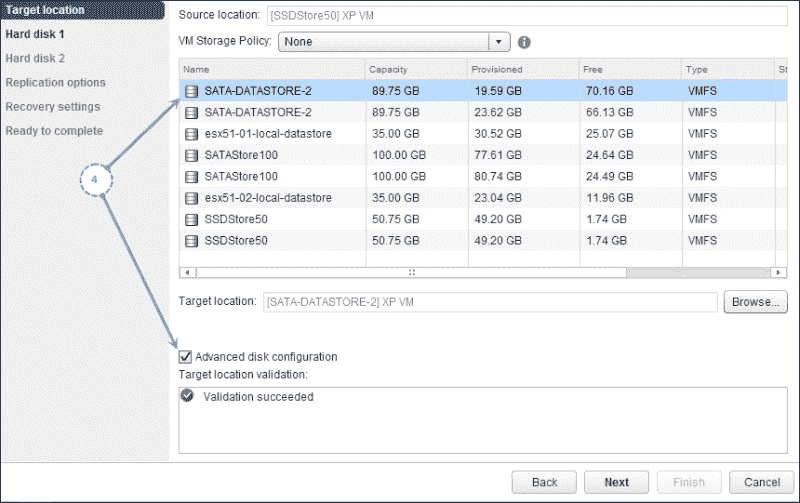 Target location
Hard disk 1
Hard disk 2
Replication options
Recovery settings
Ready to complete
4
Source location: [SSDStore50] XP VM
VM Storage Policy: None
Name Capacity Provisioned Free Type St
SATA-DATASTORE-2 89.75 GB 19.59 GB 70.16 GB VMFS
SATA-DATASTORE-2 89.75 GB 23.62 GB 66.13 GB VMFS
esx51-01-local-datastore 35.00 GB 30.52 GB 25.07 GB VMFS
SATAStore100 100.00 GB 77.61 GB 24.64 GB VMFS
SATAStore100 100.00 GB 80.74 GB 24.49 GB VMFS
esx51-02-local-datastore 35.00 GB 23.04 GB 11.96 GB VMFS
SSDStore50 50.75 GB 49.20 GB 1.74 GB VMFS
SSDStore50 50.75 GB 49.20 GB 1.74 GB VMFS
Target location: [SATA-DATASTORE-2] XP VM Browse...
Advanced disk configuration
Target location validation:
Validation succeeded
Back Next Finish Cancel